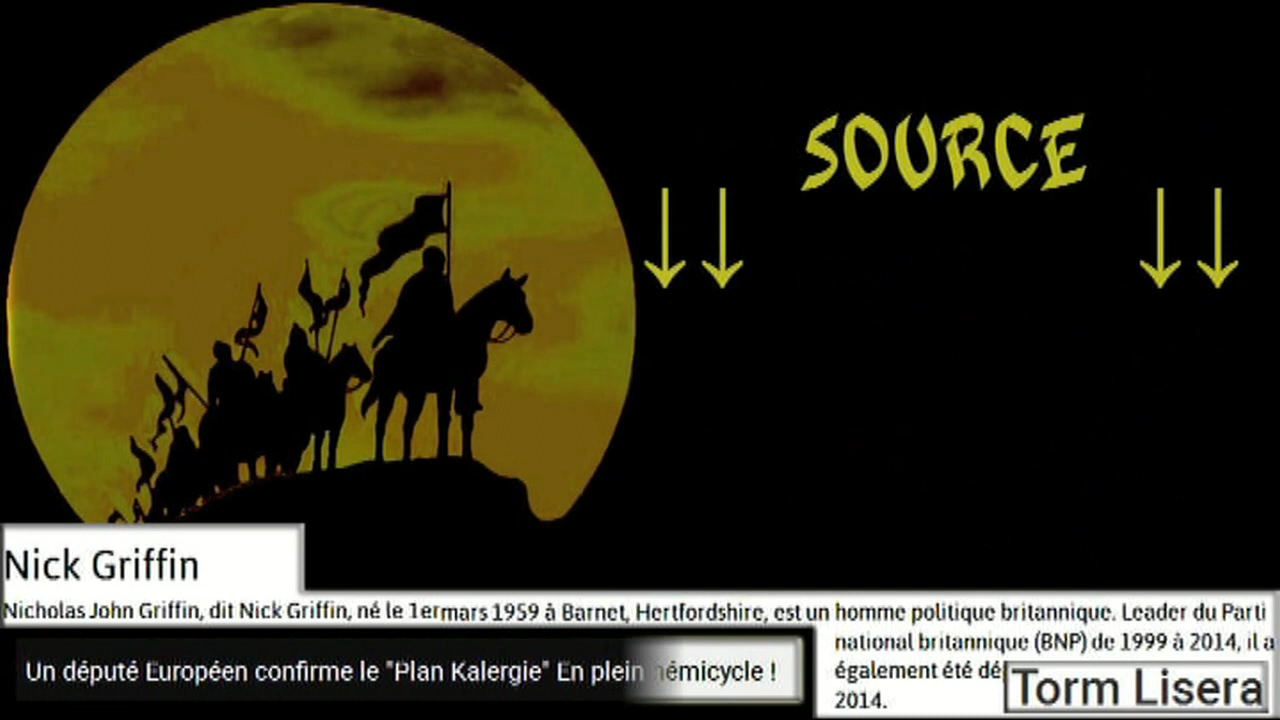 SOURCE
Nick Griffin
Nicholas John Griffin, dit Nick Griffin, né le 1er mars 1959 à Barnet, Hertfordshire, est un homme politique britannique. Leader du Parti
national britannique (BNP) de 1999 à 2014, il a
également été
2014.
Un député Européen confirme le "Plan Kalergie" En plein hémicycle !
Torm Lisera